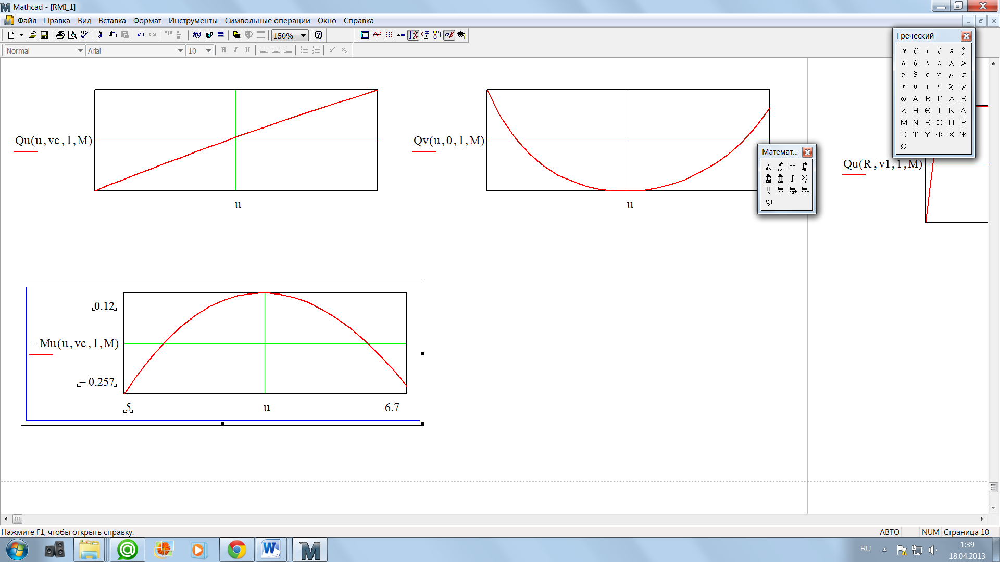 Mathcad - [RMI_1]
Файл Правка Вид Вставка Формат Инструменты Символьные операции Окно Справка
150%
Normal Arial 10 B I U
Греческий
α β γ δ ε ζ
η θ ι κ λ μ
ν ξ ο π ρ σ
τ υ ϕ φ χ ψ
ω Α Β Γ Δ Ε
Ζ Η Θ Ι Κ Λ
Μ Ν Ξ Ο Π Ρ
Σ Τ Υ Φ Χ Ψ
Ω
Qu(u,vc,1,M)
u
Qv(u,0,1,M)
u
Математ...
Qu(R,v1,1,M)
0.12
−Mu(u,vc,1,M)
−0.257
5 u 6.7
Нажмите F1, чтобы открыть справку.
АВТО NUM Страница 10
RU
1:39
18.04.2013